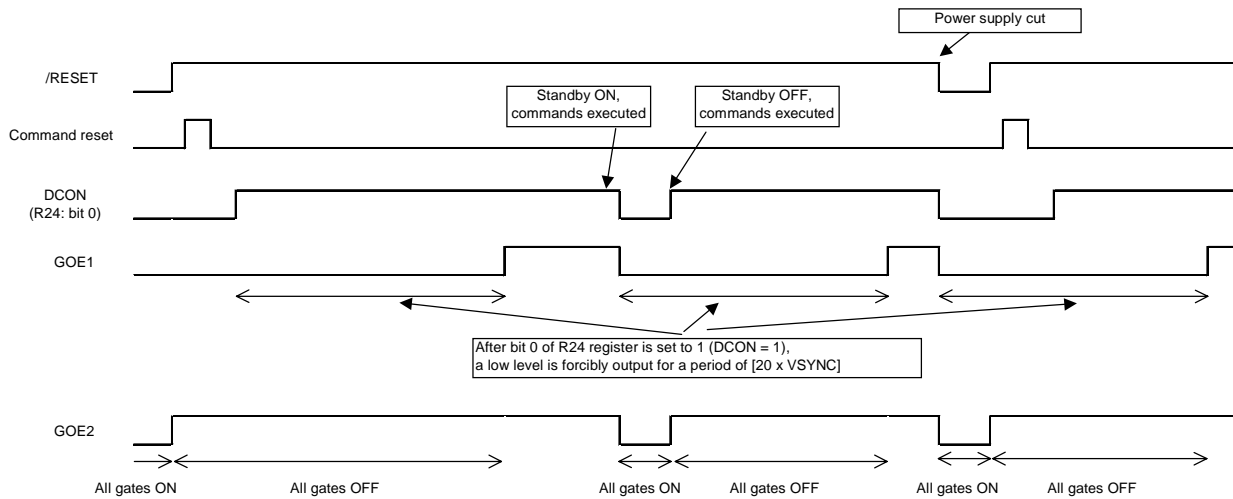 Power supply cut
/RESET
Standby ON,
commands executed
Standby OFF,
commands executed
Command reset
DCON
(R24: bit 0)
GOE1
After bit 0 of R24 register is set to 1 (DCON = 1),
a low level is forcibly output for a period of [20 x VSYNC]
GOE2
All gates ON
All gates OFF
All gates ON
All gates OFF
All gates ON
All gates OFF